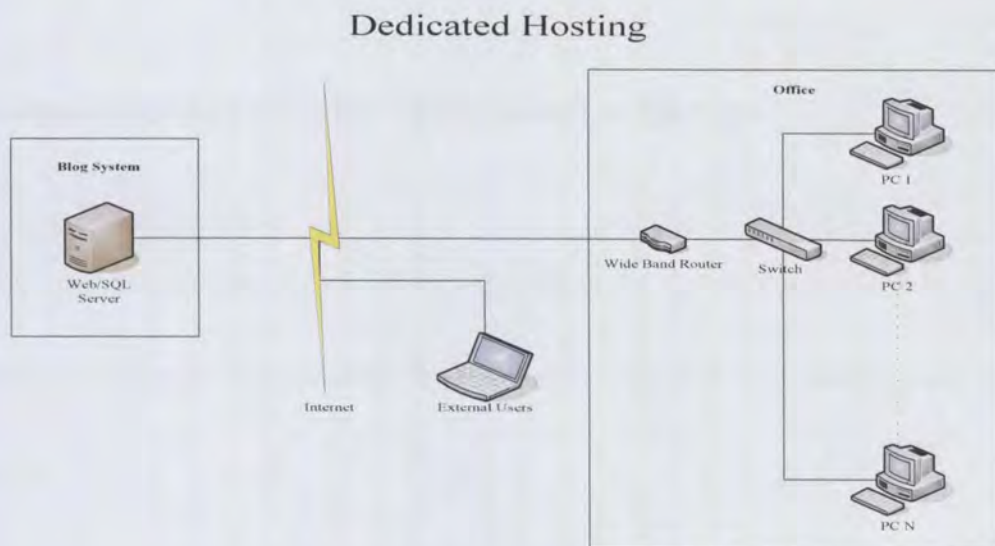 Dedicated Hosting
Blog System
Web/SQL
Server
Internet
External Users
Office
Wide Band Router
Switch
PC 1
PC 2
PC N